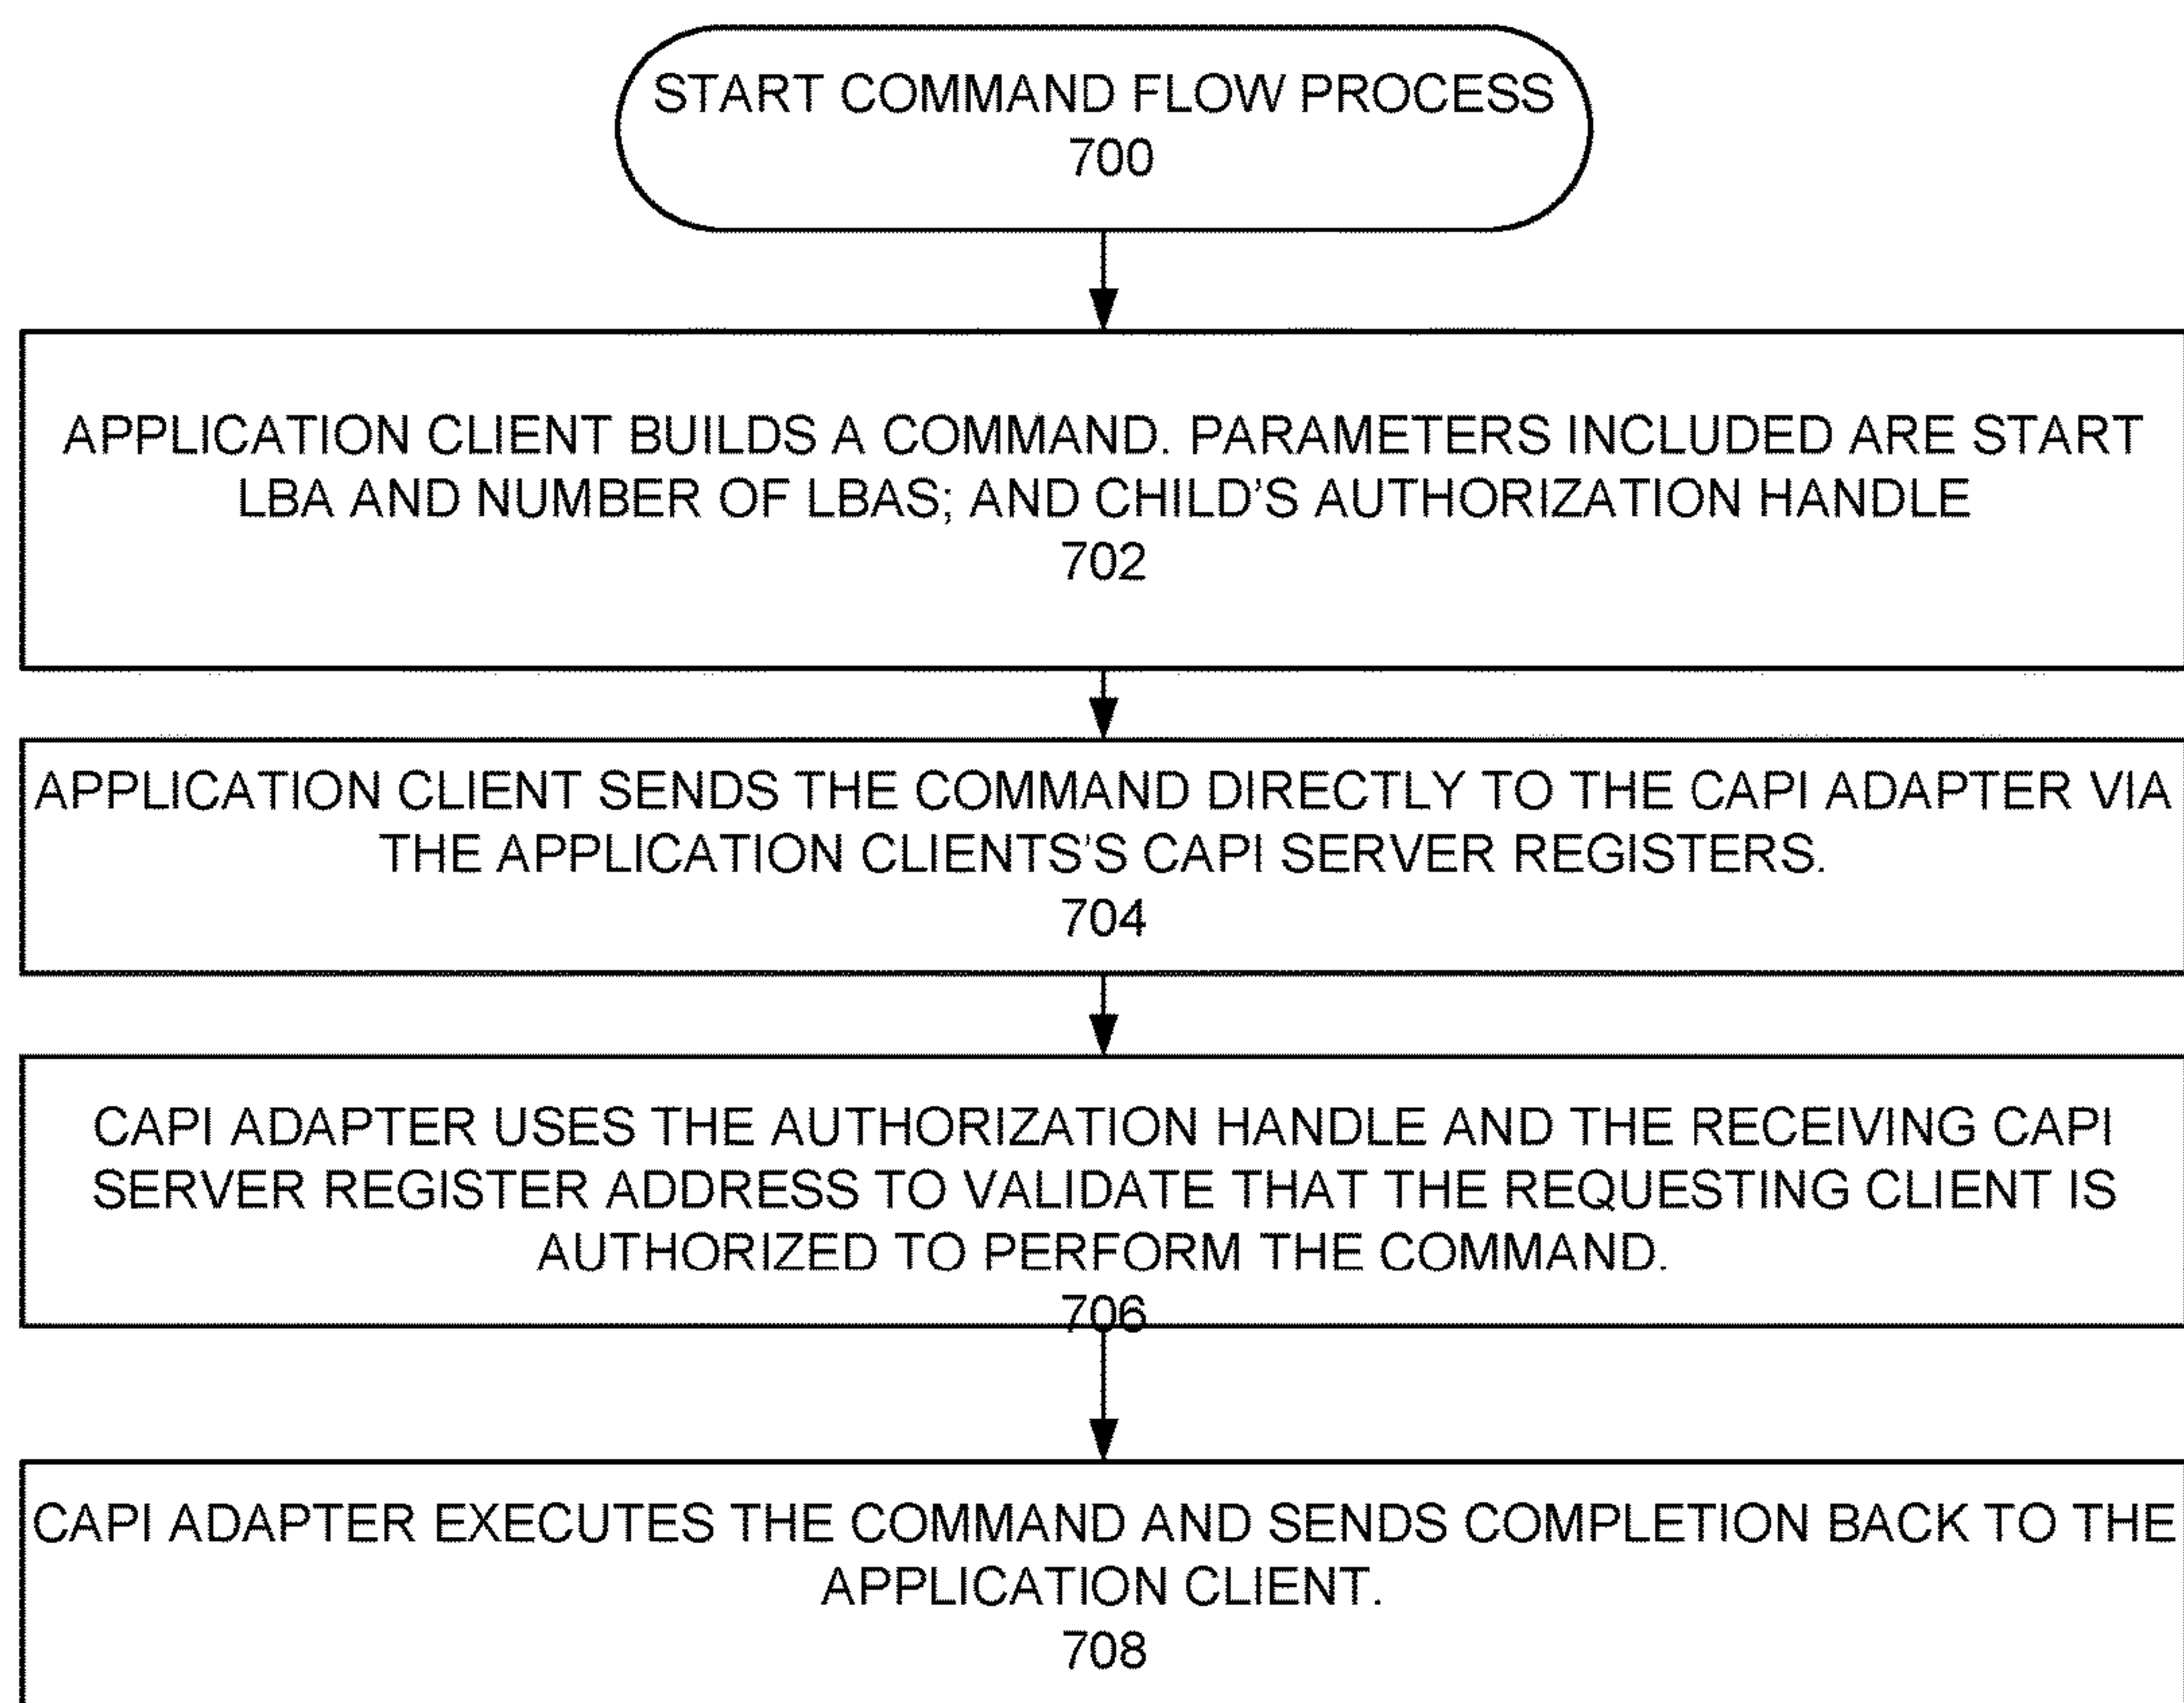 START COMMAND FLOW PROCESS
700
APPLICATION CLIENT BUILDS A COMMAND. PARAMETERS INCLUDED ARE START
LBA AND NUMBER OF LBAS; AND CHILD'S AUTHORIZATION HANDLE
702
APPLICATION CLIENT SENDS THE COMMAND DIRECTLY TO THE CAPI ADAPTER VIA
THE APPLICATION CLIENTS'S CAPI SERVER REGISTERS.
704
CAPI ADAPTER USES THE AUTHORIZATION HANDLE AND THE RECEIVING CAPI
SERVER REGISTER ADDRESS TO VALIDATE THAT THE REQUESTING CLIENT IS
AUTHORIZED TO PERFORM THE COMMAND.
706
CAPI ADAPTER EXECUTES THE COMMAND AND SENDS COMPLETION BACK TO THE
APPLICATION CLIENT.
708